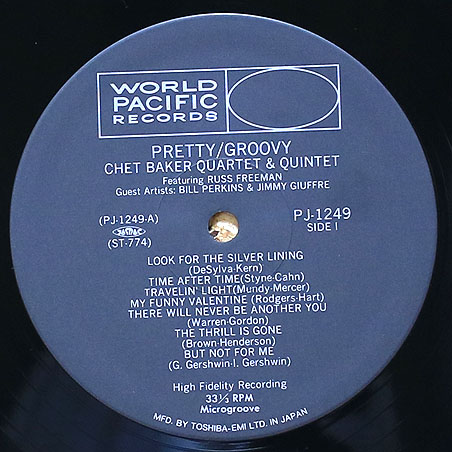 WORLD
PACIFIC
RECORDS
PRETTY/GROOVY
CHET BAKER QUARTET & QUINTET
Featuring RUSS FREEMAN
Guest Artists: BILL PERKINS & JIMMY GIUFFRE
(PJ-1249-A)
(ST-774)
PJ-1249
SIDE I
LOOK FOR THE SILVER LINING
(DeSylva·Kern)
TIME AFTER TIME(Styne·Cahn)
TRAVELIN' LIGHT(Mundy·Mercer)
MY FUNNY VALENTINE (Rodgers·Hart)
THERE WILL NEVER BE ANOTHER YOU
(Warren·Gordon)
THE THRILL IS GONE
(Brown·Henderson)
BUT NOT FOR ME
(G. Gershwin·I. Gershwin)
High Fidelity Recording
33⅓ RPM
Microgroove
MFD. BY TOSHIBA-EMI LTD. IN JAPAN